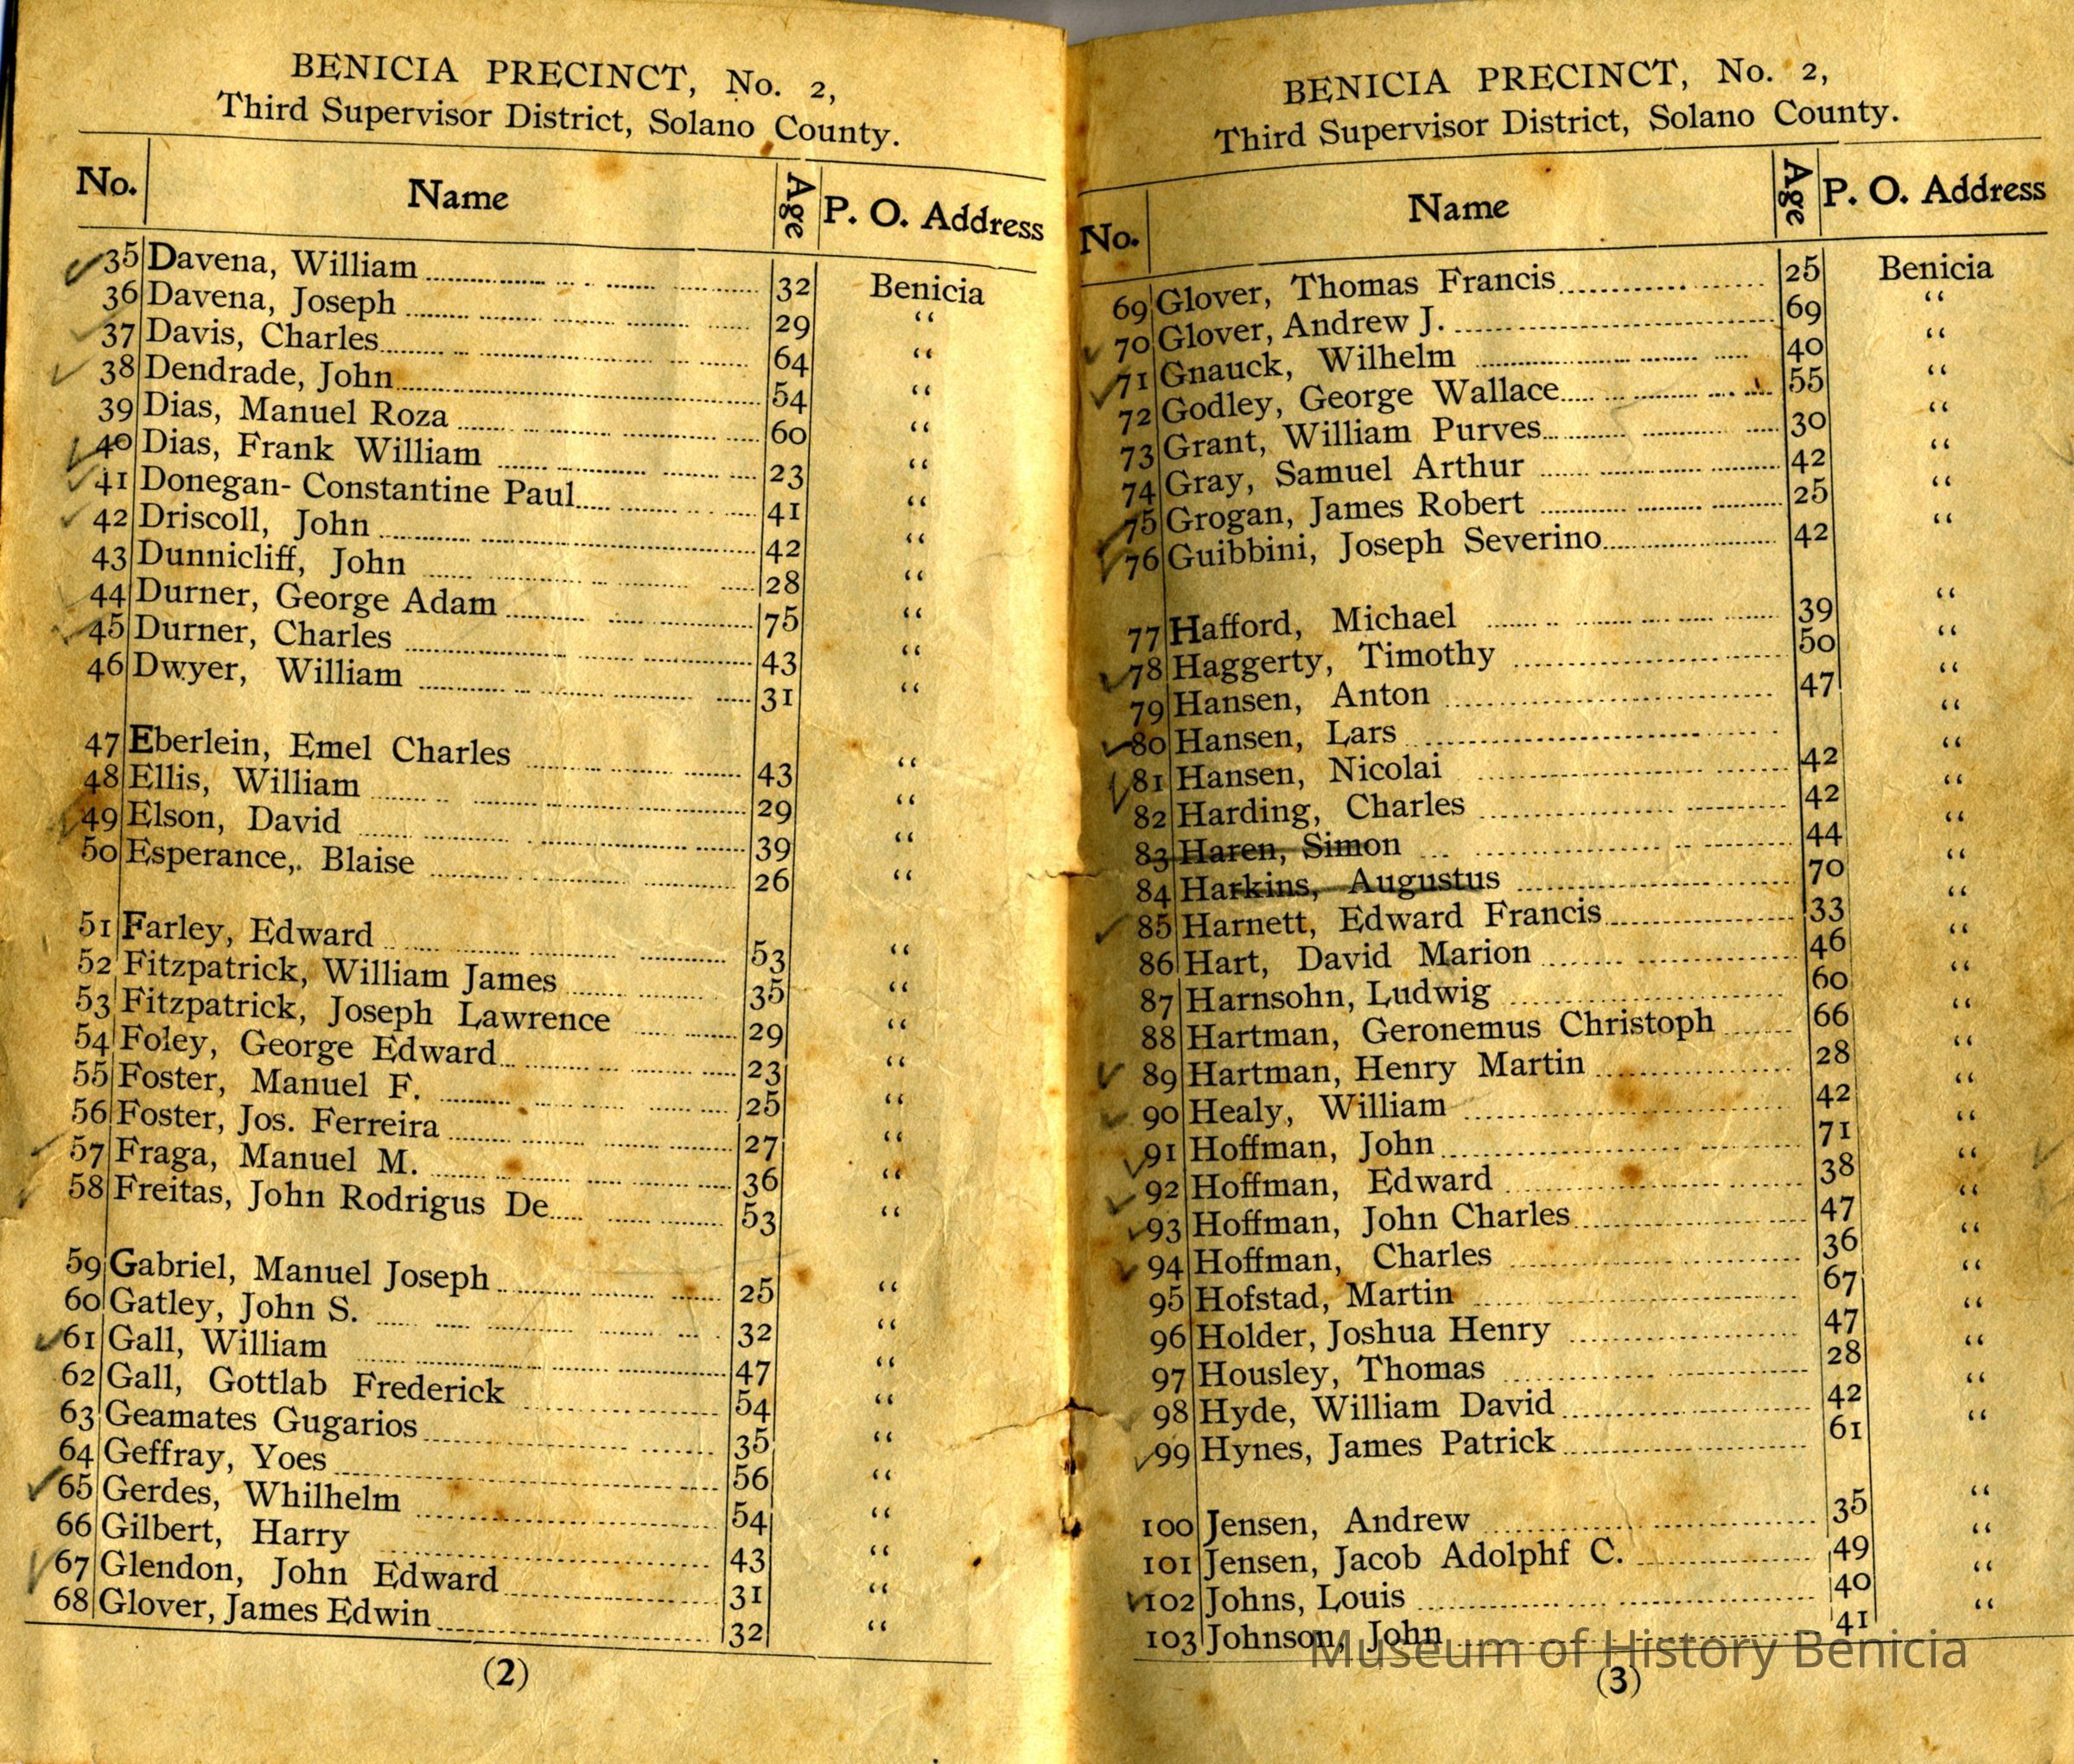 BENICIA PRECINCT, No. 2,
Third Supervisor District, Solano County.
No. Name Age P. O. Address
35 Davena, William 32 Benicia
36 Davena, Joseph 29 “
37 Davis, Charles 64 “
38 Dendrade, John 54 “
39 Dias, Manuel Roza 60 “
40 Dias, Frank William 23 “
41 Donegan- Constantine Paul 41 “
42 Driscoll, John 42 “
43 Dunnicliff, John 28 “
44 Durner, George Adam 75 “
45 Durner, Charles 43 “
46 Dwyer, William 31 “
47 Eberlein, Emel Charles 43 “
48 Ellis, William 29 “
49 Elson, David 39 “
50 Esperance,. Blaise 26 “
51 Farley, Edward 53 “
52 Fitzpatrick, William James 35 “
53 Fitzpatrick, Joseph Lawrence 29 “
54 Foley, George Edward 23 “
55 Foster, Manuel F. 25 “
56 Foster, Jos. Ferreira 27 “
57 Fraga, Manuel M. 36 “
58 Freitas, John Rodrigus De 53 “
59 Gabriel, Manuel Joseph 25 “
60 Gatley, John S. 32 “
61 Gall, William 47 “
62 Gall, Gottlab Frederick 54 “
63 Geamates Gugarios 35 “
64 Geffray, Yoes 56 “
65 Gerdes, Whilhelm 54 “
66 Gilbert, Harry 43 “
67 Glendon, John Edward 31 “
68 Glover, James Edwin 32 “
(2)
BENICIA PRECINCT, No. 2,
Third Supervisor District, Solano County.
No. Name Age P. O. Address
69 Glover, Thomas Francis 25 Benicia
70 Glover, Andrew J. 69 “
71 Gnauck, Wilhelm 40 “
72 Godley, George Wallace 55 “
73 Grant, William Purves 30 “
74 Gray, Samuel Arthur 42 “
75 Grogan, James Robert 25 “
76 Guibbini, Joseph Severino 42 “
77 Hafford, Michael 39 “
78 Haggerty, Timothy 50 “
79 Hansen, Anton 47 “
80 Hansen, Lars “
81 Hansen, Nicolai 42 “
82 Harding, Charles 42 “
83 Haren, Simon 44 “
84 Harkins, Augustus 70 “
85 Harnett, Edward Francis 33 “
86 Hart, David Marion 46 “
87 Harnsohn, Ludwig 60 “
88 Hartman, Geronemus Christoph 66 “
89 Hartman, Henry Martin 28 “
90 Healy, William 42 “
91 Hoffman, John 71 “
92 Hoffman, Edward 38 “
93 Hoffman, John Charles 47 “
94 Hoffman, Charles 36 “
95 Hofstad, Martin 67 “
96 Holder, Joshua Henry 47 “
97 Housley, Thomas 28 “
98 Hyde, William David 42 “
99 Hynes, James Patrick 61 “
100 Jensen, Andrew 35 “
101 Jensen, Jacob Adolphf C. 49 “
102 Johns, Louis 40 “
103 Johnson, John 41 “
Museum of History Benicia
(3)